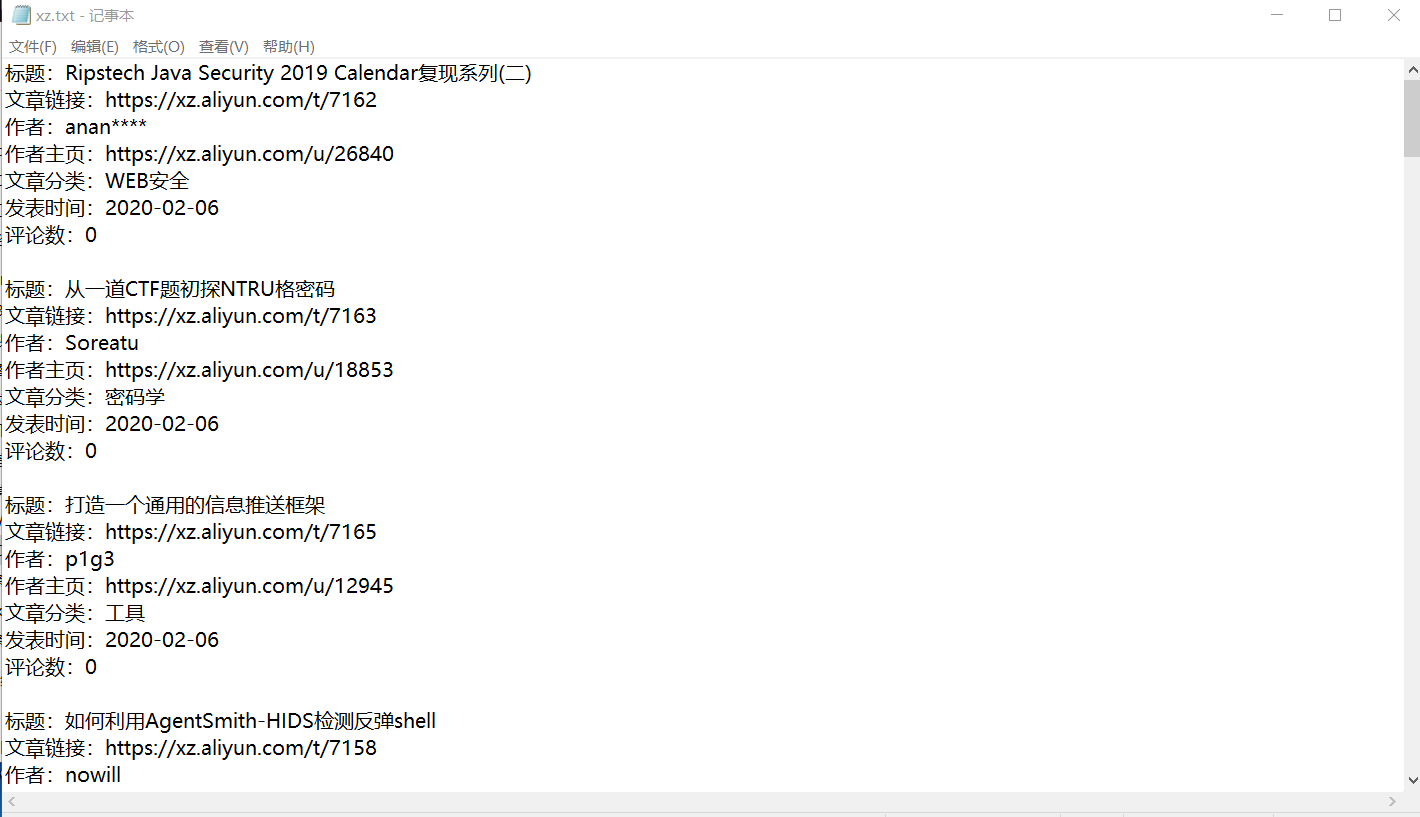 xz.txt - 记事本
文件(F) 编辑(E) 格式(O) 查看(V) 帮助(H)
标题：Ripstech Java Security 2019 Calendar复现系列(二)
文章链接：https://xz.aliyun.com/t/7162
作者：anan****
作者主页：https://xz.aliyun.com/u/26840
文章分类：WEB安全
发表时间：2020-02-06
评论数：0
标题：从一道CTF题初探NTRU格密码
文章链接：https://xz.aliyun.com/t/7163
作者：Soreatu
作者主页：https://xz.aliyun.com/u/18853
文章分类：密码学
发表时间：2020-02-06
评论数：0
标题：打造一个通用的信息推送框架
文章链接：https://xz.aliyun.com/t/7165
作者：p1g3
作者主页：https://xz.aliyun.com/u/12945
文章分类：工具
发表时间：2020-02-06
评论数：0
标题：如何利用AgentSmith-HIDS检测反弹shell
文章链接：https://xz.aliyun.com/t/7158
作者：nowill